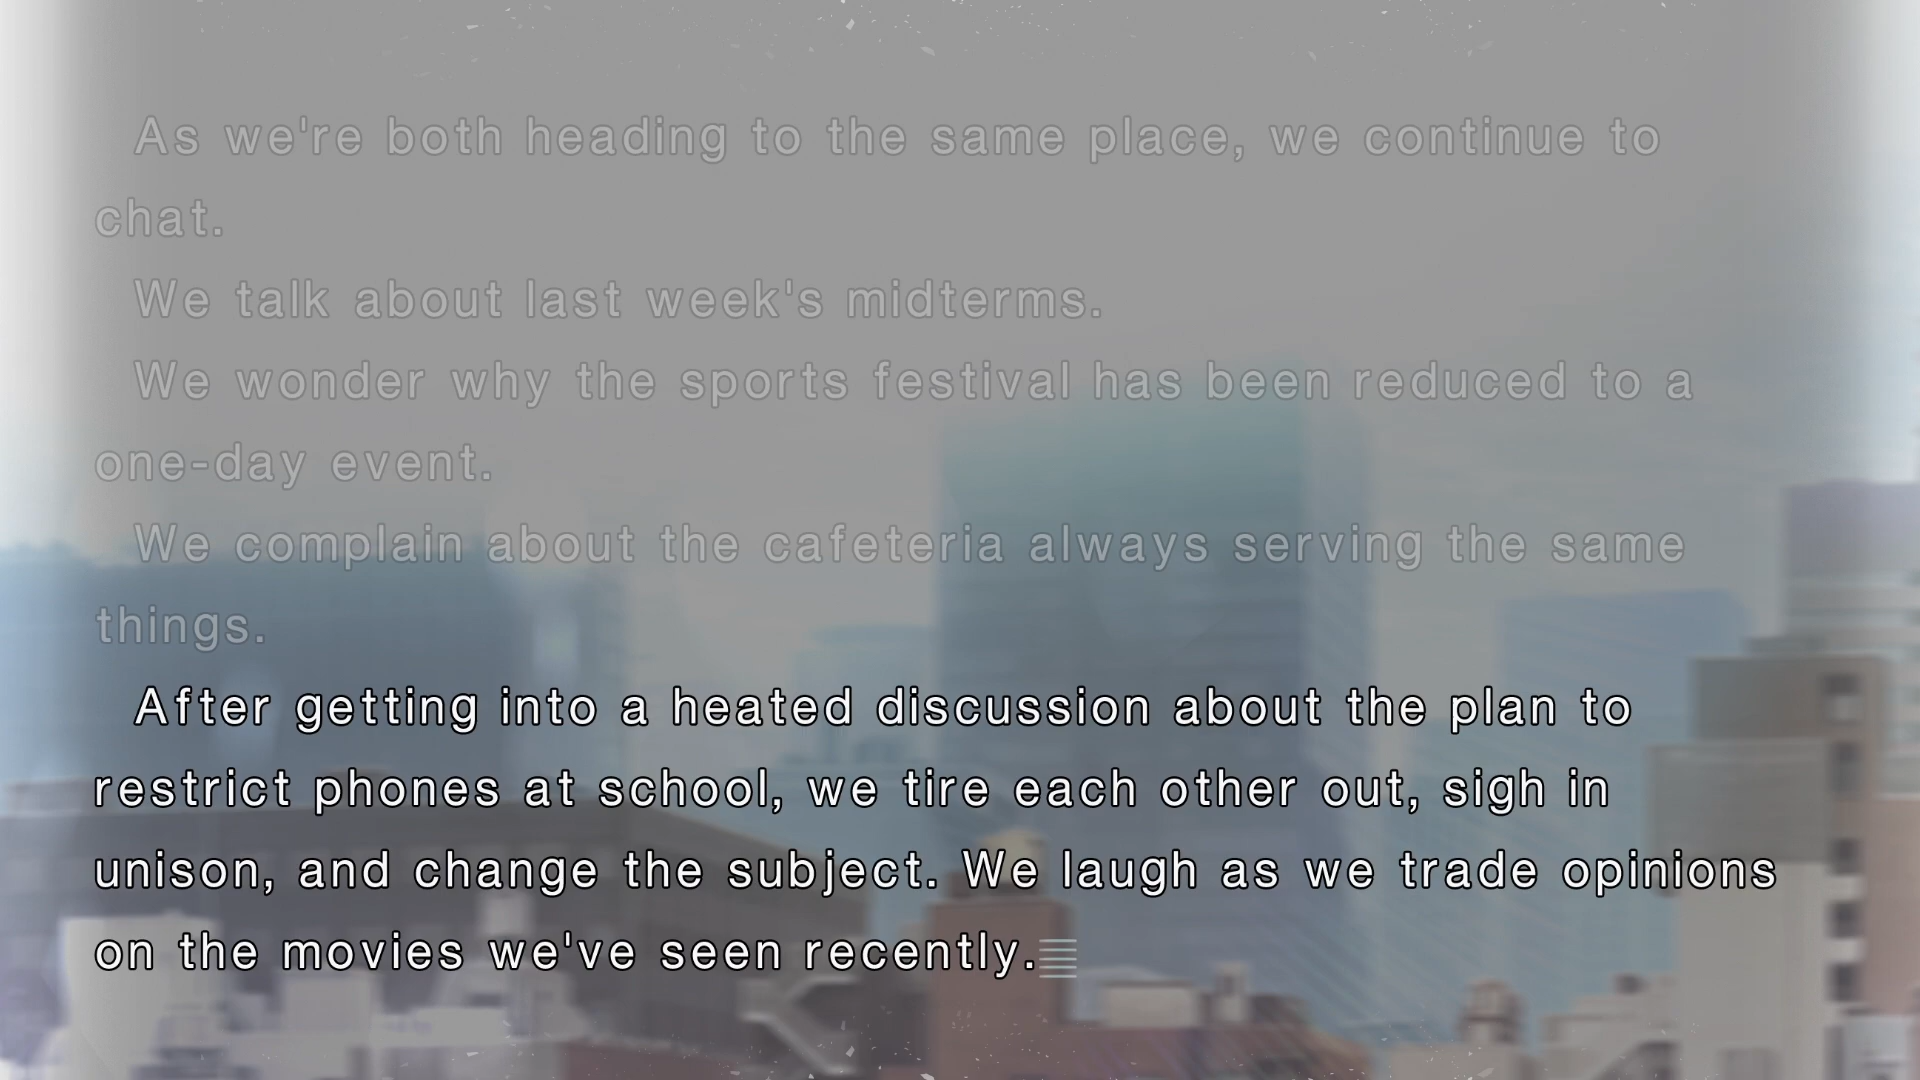 As we're both heading to the same place, we continue to
chat.
We talk about last week's midterms.
We wonder why the sports festival has been reduced to a
one-day event.
We complain about the cafeteria always serving the same
things.
After getting into a heated discussion about the plan to
restrict phones at school, we tire each other out, sigh in
unison, and change the subject. We laugh as we trade opinions
on the movies we've seen recently.